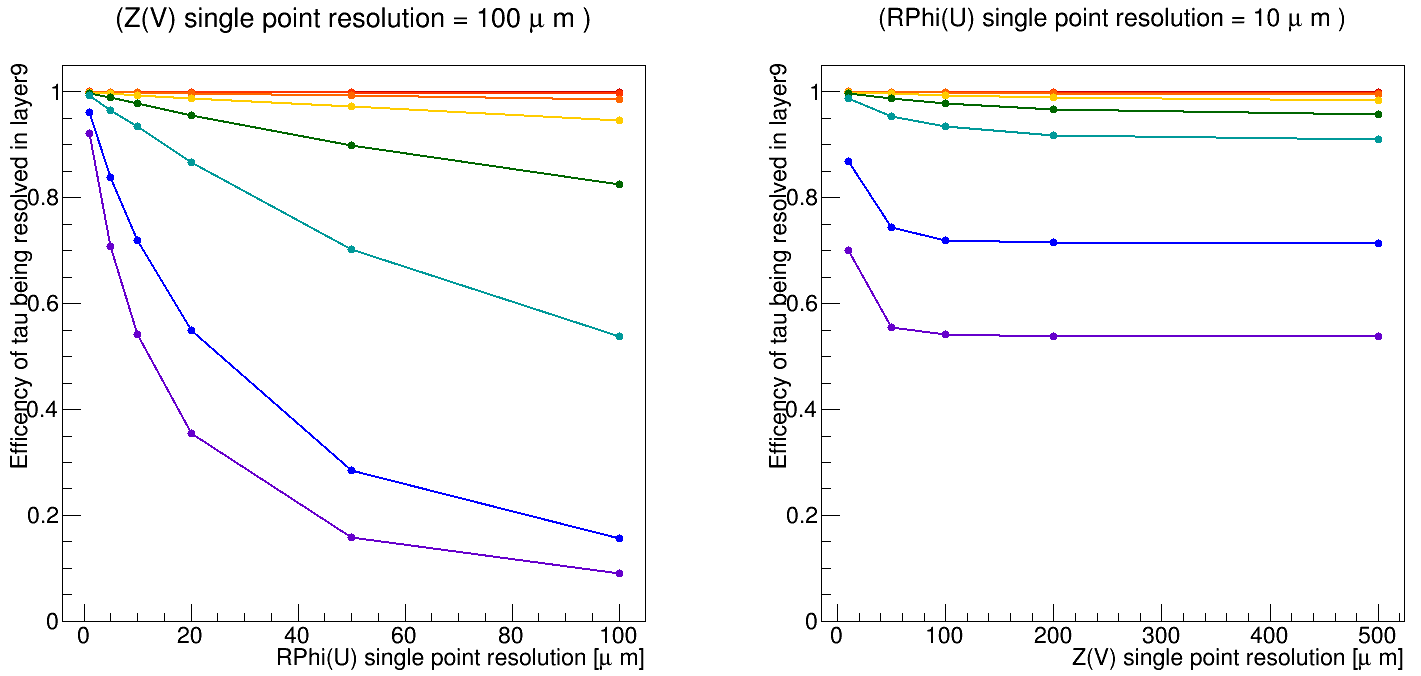 (Z(V) single point resolution = 100 μ m )
Efficency of tau being resolved in layer9
1
0.8
0.6
0.4
0.2
0
0 20 40 60 80 100
RPhi(U) single point resolution [μ m]
(RPhi(U) single point resolution = 10 μ m )
Efficency of tau being resolved in layer9
1
0.8
0.6
0.4
0.2
0
0 100 200 300 400 500
Z(V) single point resolution [μ m]